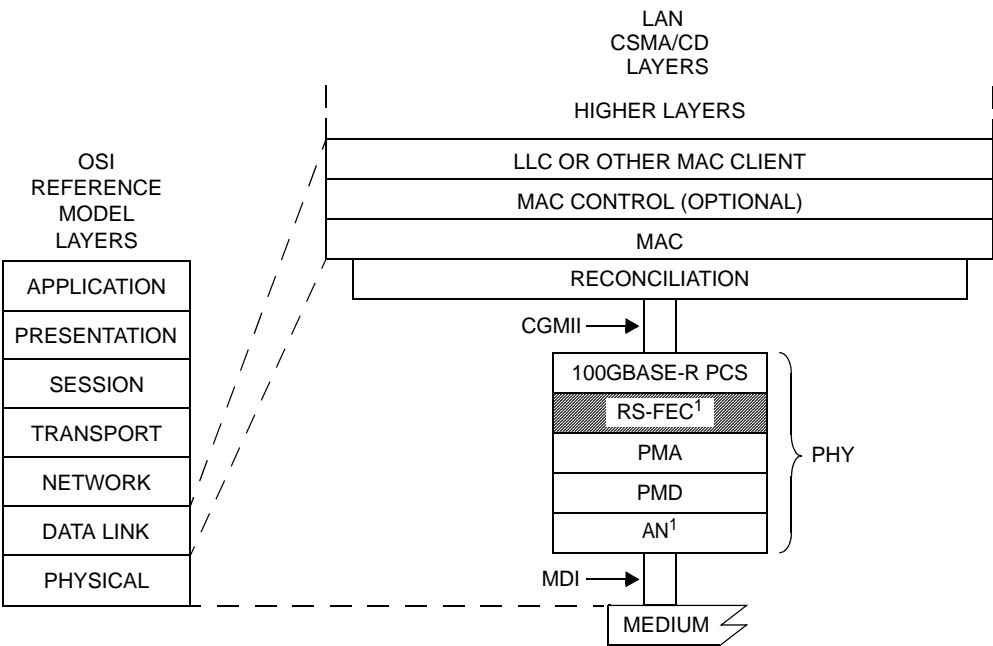 LAN
CSMA/CD
LAYERS
HIGHER LAYERS
LLC OR OTHER MAC CLIENT
MAC CONTROL (OPTIONAL)
MAC
RECONCILIATION
OSI
REFERENCE
MODEL
LAYERS
APPLICATION
PRESENTATION
SESSION
TRANSPORT
NETWORK
DATA LINK
PHYSICAL
CGMII
100GBASE-R PCS
RS-FEC¹
PMA
PMD
AN¹
PHY
MDI
MEDIUM